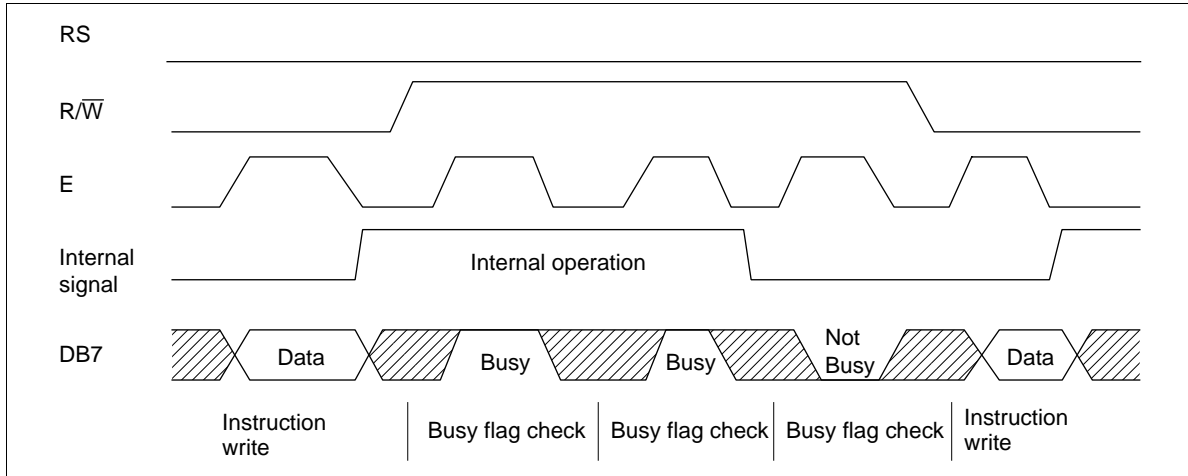 RS
R/W̅
E
Internal
signal
Internal operation
DB7
Data
Busy
Busy
Not
Busy
Data
Instruction
write
Busy flag check
Busy flag check
Busy flag check
Instruction
write